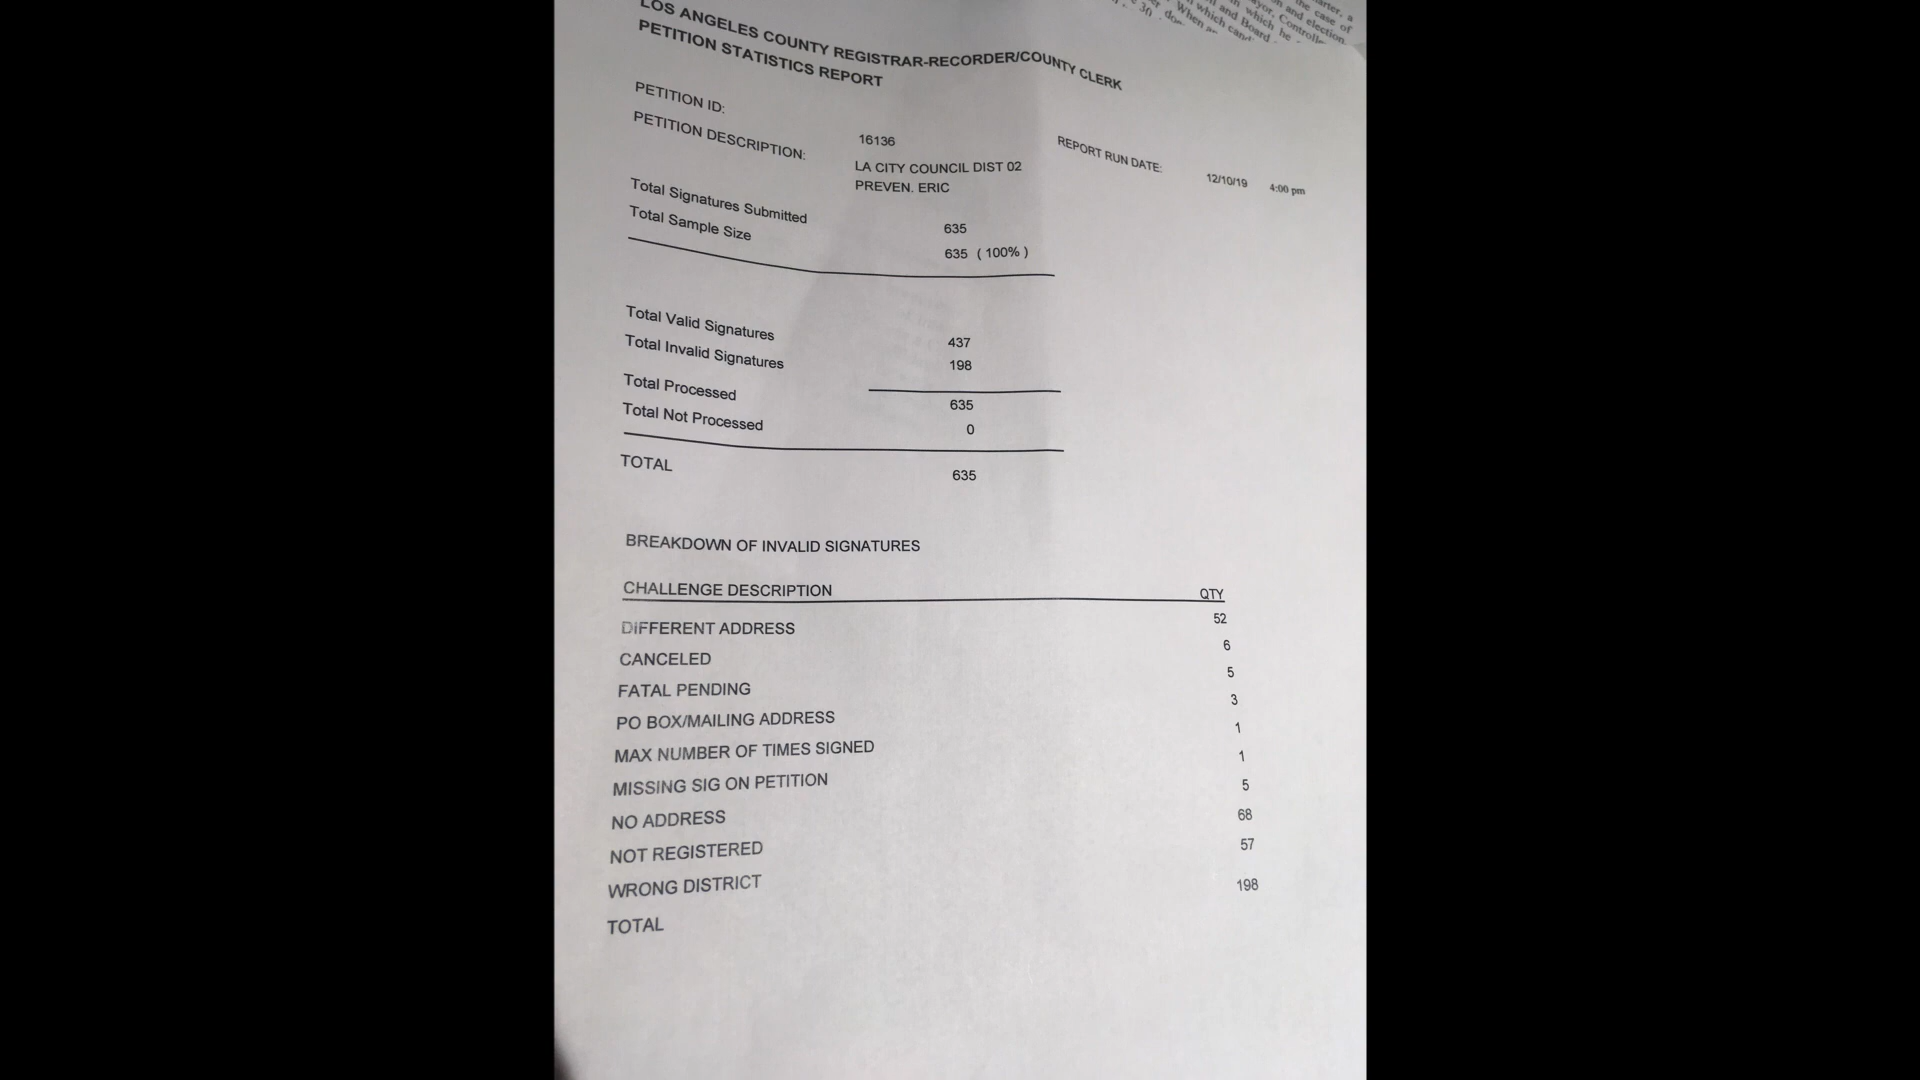 LOS ANGELES COUNTY REGISTRAR-RECORDER/COUNTY CLERK
PETITION STATISTICS REPORT
PETITION ID: 16136
REPORT RUN DATE: 12/10/19 4:00 pm
PETITION DESCRIPTION: LA CITY COUNCIL DIST 02
PREVEN. ERIC
Total Signatures Submitted 635
Total Sample Size 635 ( 100% )
Total Valid Signatures 437
Total Invalid Signatures 198
Total Processed 635
Total Not Processed 0
TOTAL 635
BREAKDOWN OF INVALID SIGNATURES
CHALLENGE DESCRIPTION QTY
DIFFERENT ADDRESS 52
CANCELED 6
FATAL PENDING 5
PO BOX/MAILING ADDRESS 3
MAX NUMBER OF TIMES SIGNED 1
MISSING SIG ON PETITION 1
NO ADDRESS 5
NOT REGISTERED 68
WRONG DISTRICT 57
TOTAL 198